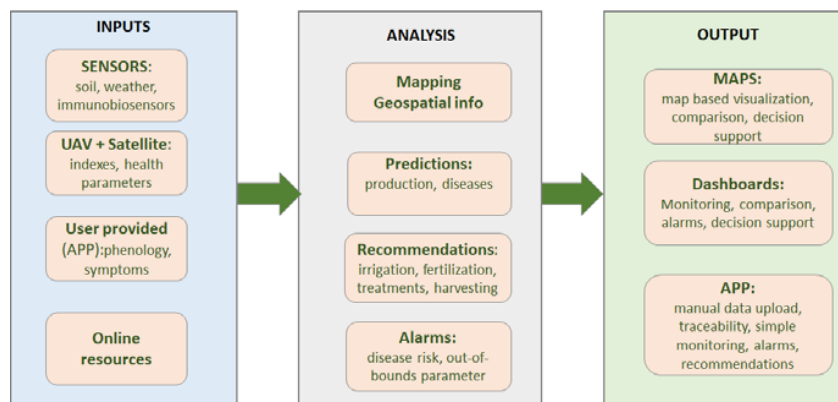 INPUTS
SENSORS:
soil, weather,
immunobiosensors
UAV + Satellite:
indexes, health
parameters
User provided
(APP):phenology,
symptoms
Online
resources
ANALYSIS
Mapping
Geospatial info
Predictions:
production, diseases
Recommendations:
irrigation, fertilization,
treatments, harvesting
Alarms:
disease risk, out-of-
bounds parameter
OUTPUT
MAPS:
map based visualization,
comparison, decision
support
Dashboards:
Monitoring, comparison,
alarms, decision support
APP:
manual data upload,
traceability, simple
monitoring, alarms,
recommendations